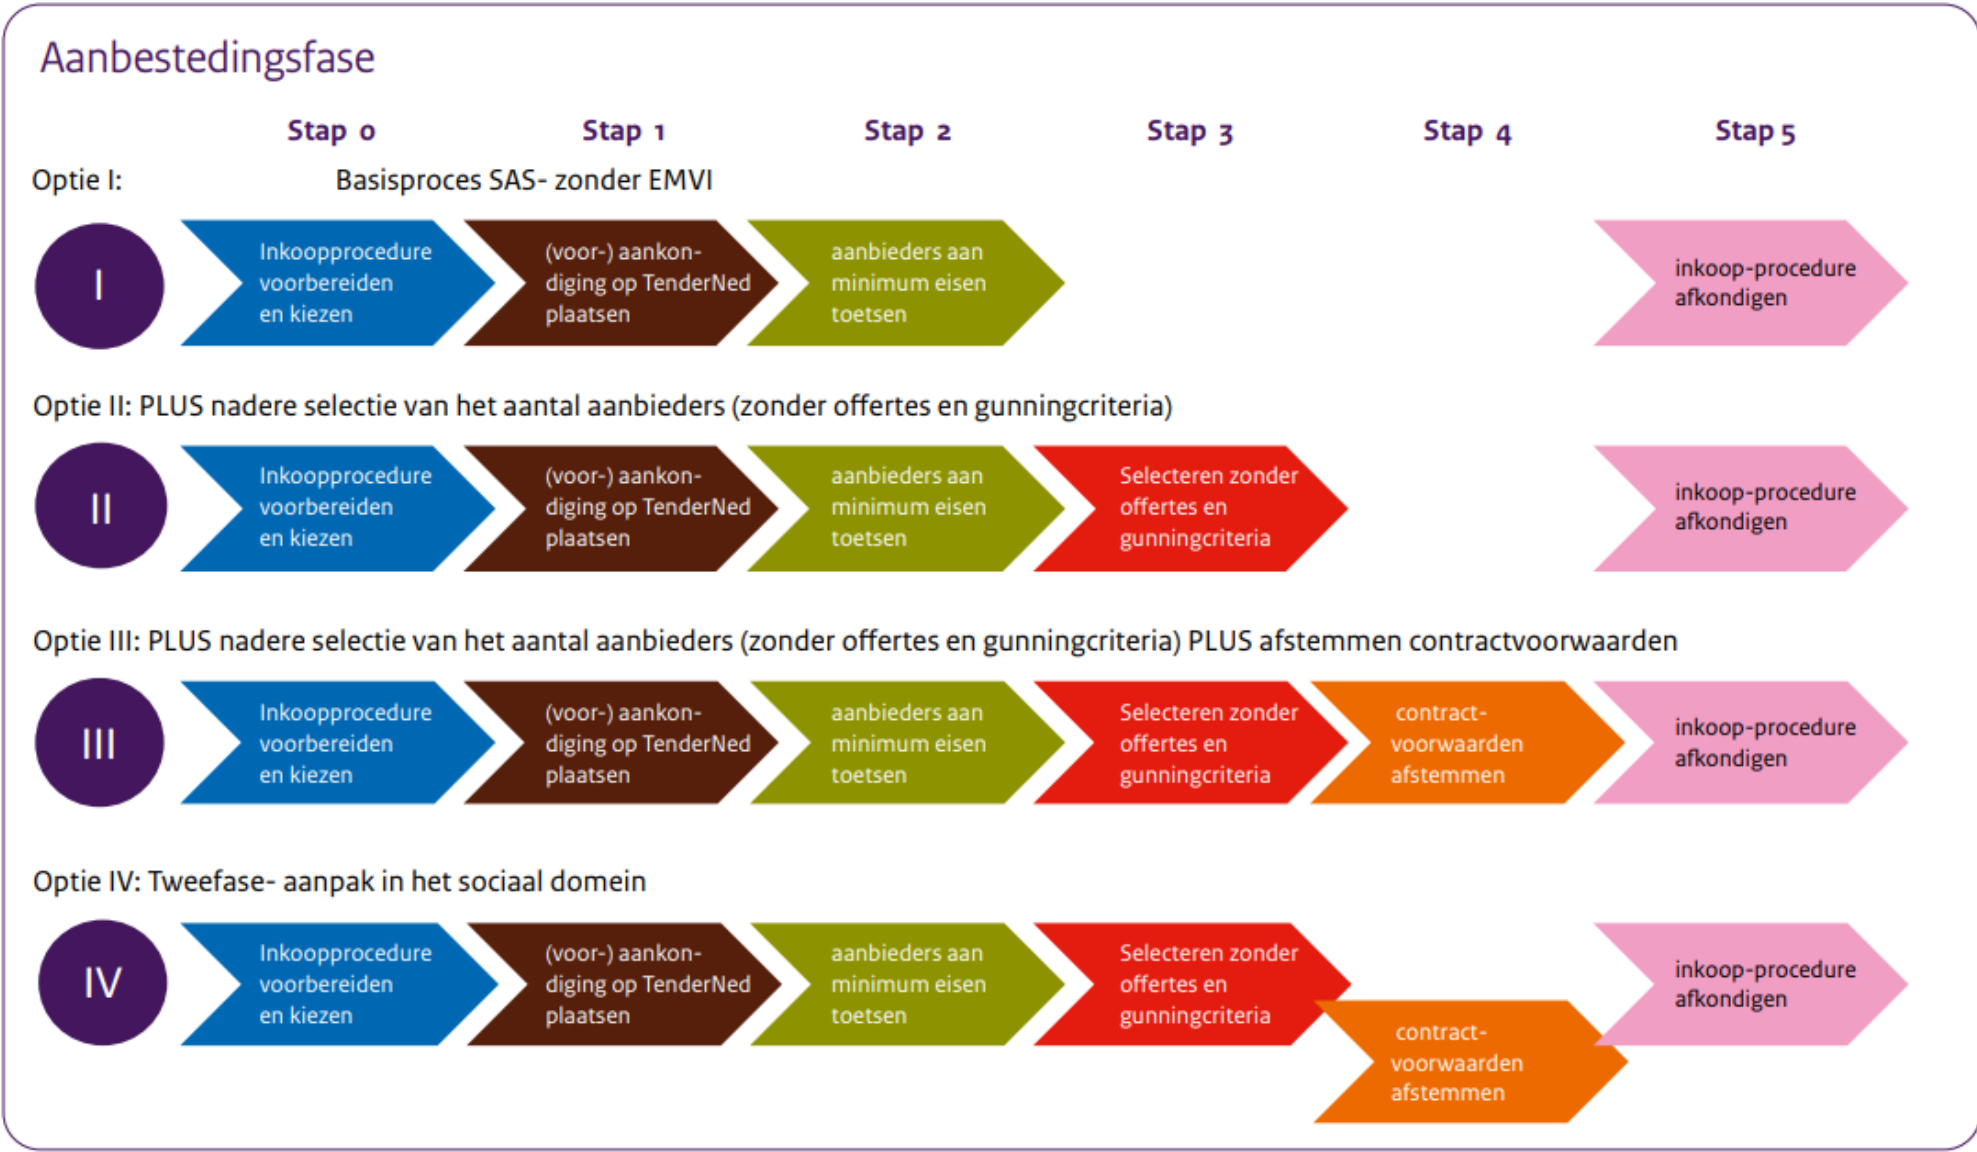 Aanbestedingsfase
Stap 0 Stap 1 Stap 2 Stap 3 Stap 4 Stap 5
Optie I: Basisproces SAS- zonder EMVI
I
Inkoopprocedure
voorbereiden
en kiezen
(voor-) aankon-
diging op TenderNed
plaatsen
aanbieders aan
minimum eisen
toetsen
inkoop-procedure
afkondigen
Optie II: PLUS nadere selectie van het aantal aanbieders (zonder offertes en gunningcriteria)
II
Inkoopprocedure
voorbereiden
en kiezen
(voor-) aankon-
diging op TenderNed
plaatsen
aanbieders aan
minimum eisen
toetsen
Selecteren zonder
offertes en
gunningcriteria
inkoop-procedure
afkondigen
Optie III: PLUS nadere selectie van het aantal aanbieders (zonder offertes en gunningcriteria) PLUS afstemmen contractvoorwaarden
III
Inkoopprocedure
voorbereiden
en kiezen
(voor-) aankon-
diging op TenderNed
plaatsen
aanbieders aan
minimum eisen
toetsen
Selecteren zonder
offertes en
gunningcriteria
contract-
voorwaarden
afstemmen
inkoop-procedure
afkondigen
Optie IV: Tweefase- aanpak in het sociaal domein
IV
Inkoopprocedure
voorbereiden
en kiezen
(voor-) aankon-
diging op TenderNed
plaatsen
aanbieders aan
minimum eisen
toetsen
Selecteren zonder
offertes en
gunningcriteria
contract-
voorwaarden
afstemmen
inkoop-procedure
afkondigen